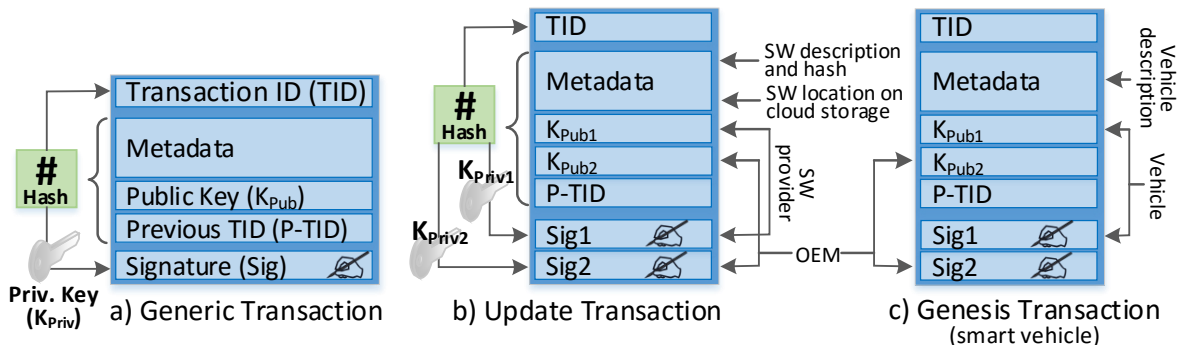 Transaction ID (TID)
Metadata
Public Key (KPub)
Previous TID (P-TID)
Signature (Sig)
#
Hash
Priv. Key
(KPriv)
a) Generic Transaction
TID
Metadata
KPub1
KPub2
P-TID
Sig1
Sig2
#
Hash
KPriv1
KPriv2
SW description
and hash
SW location on
cloud storage
SW
provider
OEM
b) Update Transaction
TID
Metadata
KPub1
KPub2
P-TID
Sig1
Sig2
Vehicle
description
Vehicle
c) Genesis Transaction
(smart vehicle)